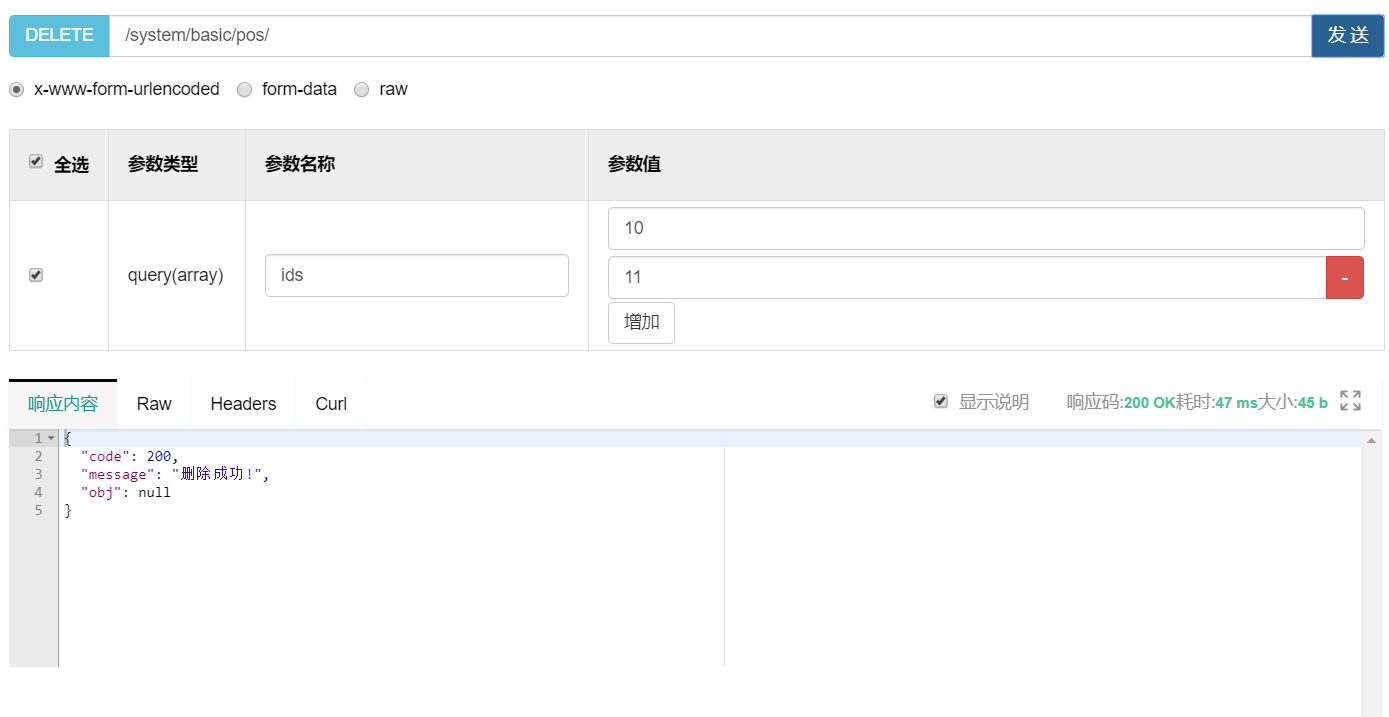 DELETE /system/basic/pos/ 发 送
x-www-form-urlencoded form-data raw
全选 参数类型 参数名称 参数值
10
query(array) ids 11 -
增加
响应内容 Raw Headers Curl 显示说明 响应码:200 OK耗时:47 ms大小:45 b
1 {
2 "code": 200,
3 "message": "删除成功!",
4 "obj": null
5 }